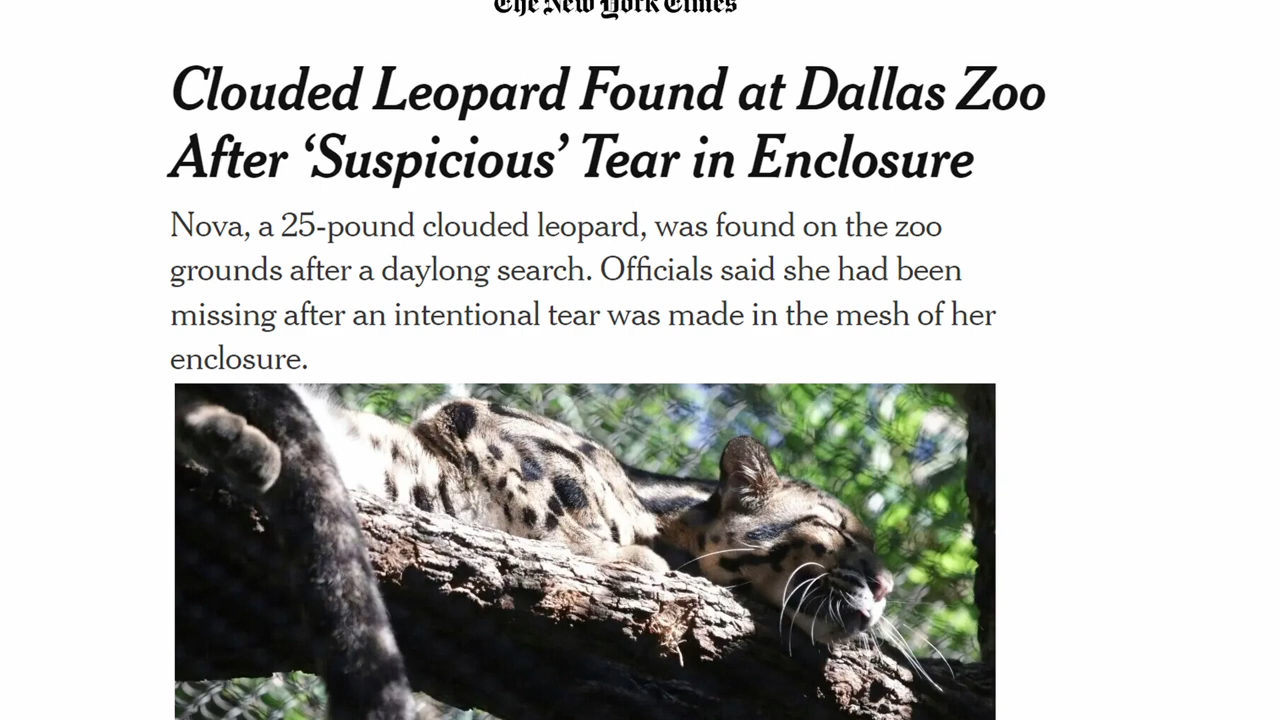 The New York Times
Clouded Leopard Found at Dallas Zoo
After ‘Suspicious’ Tear in Enclosure
Nova, a 25-pound clouded leopard, was found on the zoo
grounds after a daylong search. Officials said she had been
missing after an intentional tear was made in the mesh of her
enclosure.